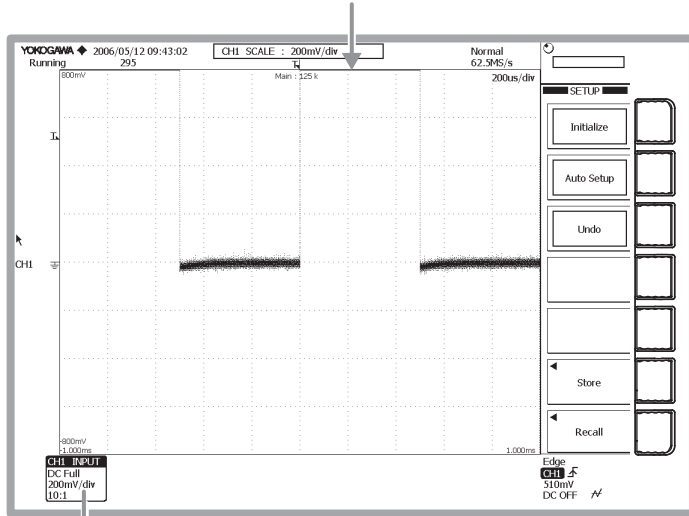 YOKOGAWA ◆ 2006/05/12 09:43:02 CH1 SCALE : 200mV/div Normal
Running 295 T 62.5MS/s
800mV Main : 125 k 200us/div
SETUP
Initialize
T
Auto Setup
Undo
CH1
Store
-800mV
-1.000ms 1.000ms
Recall
CH1 INPUT
DC Full
200mV/div
10:1
Edge
CH1
510mV
DC OFF